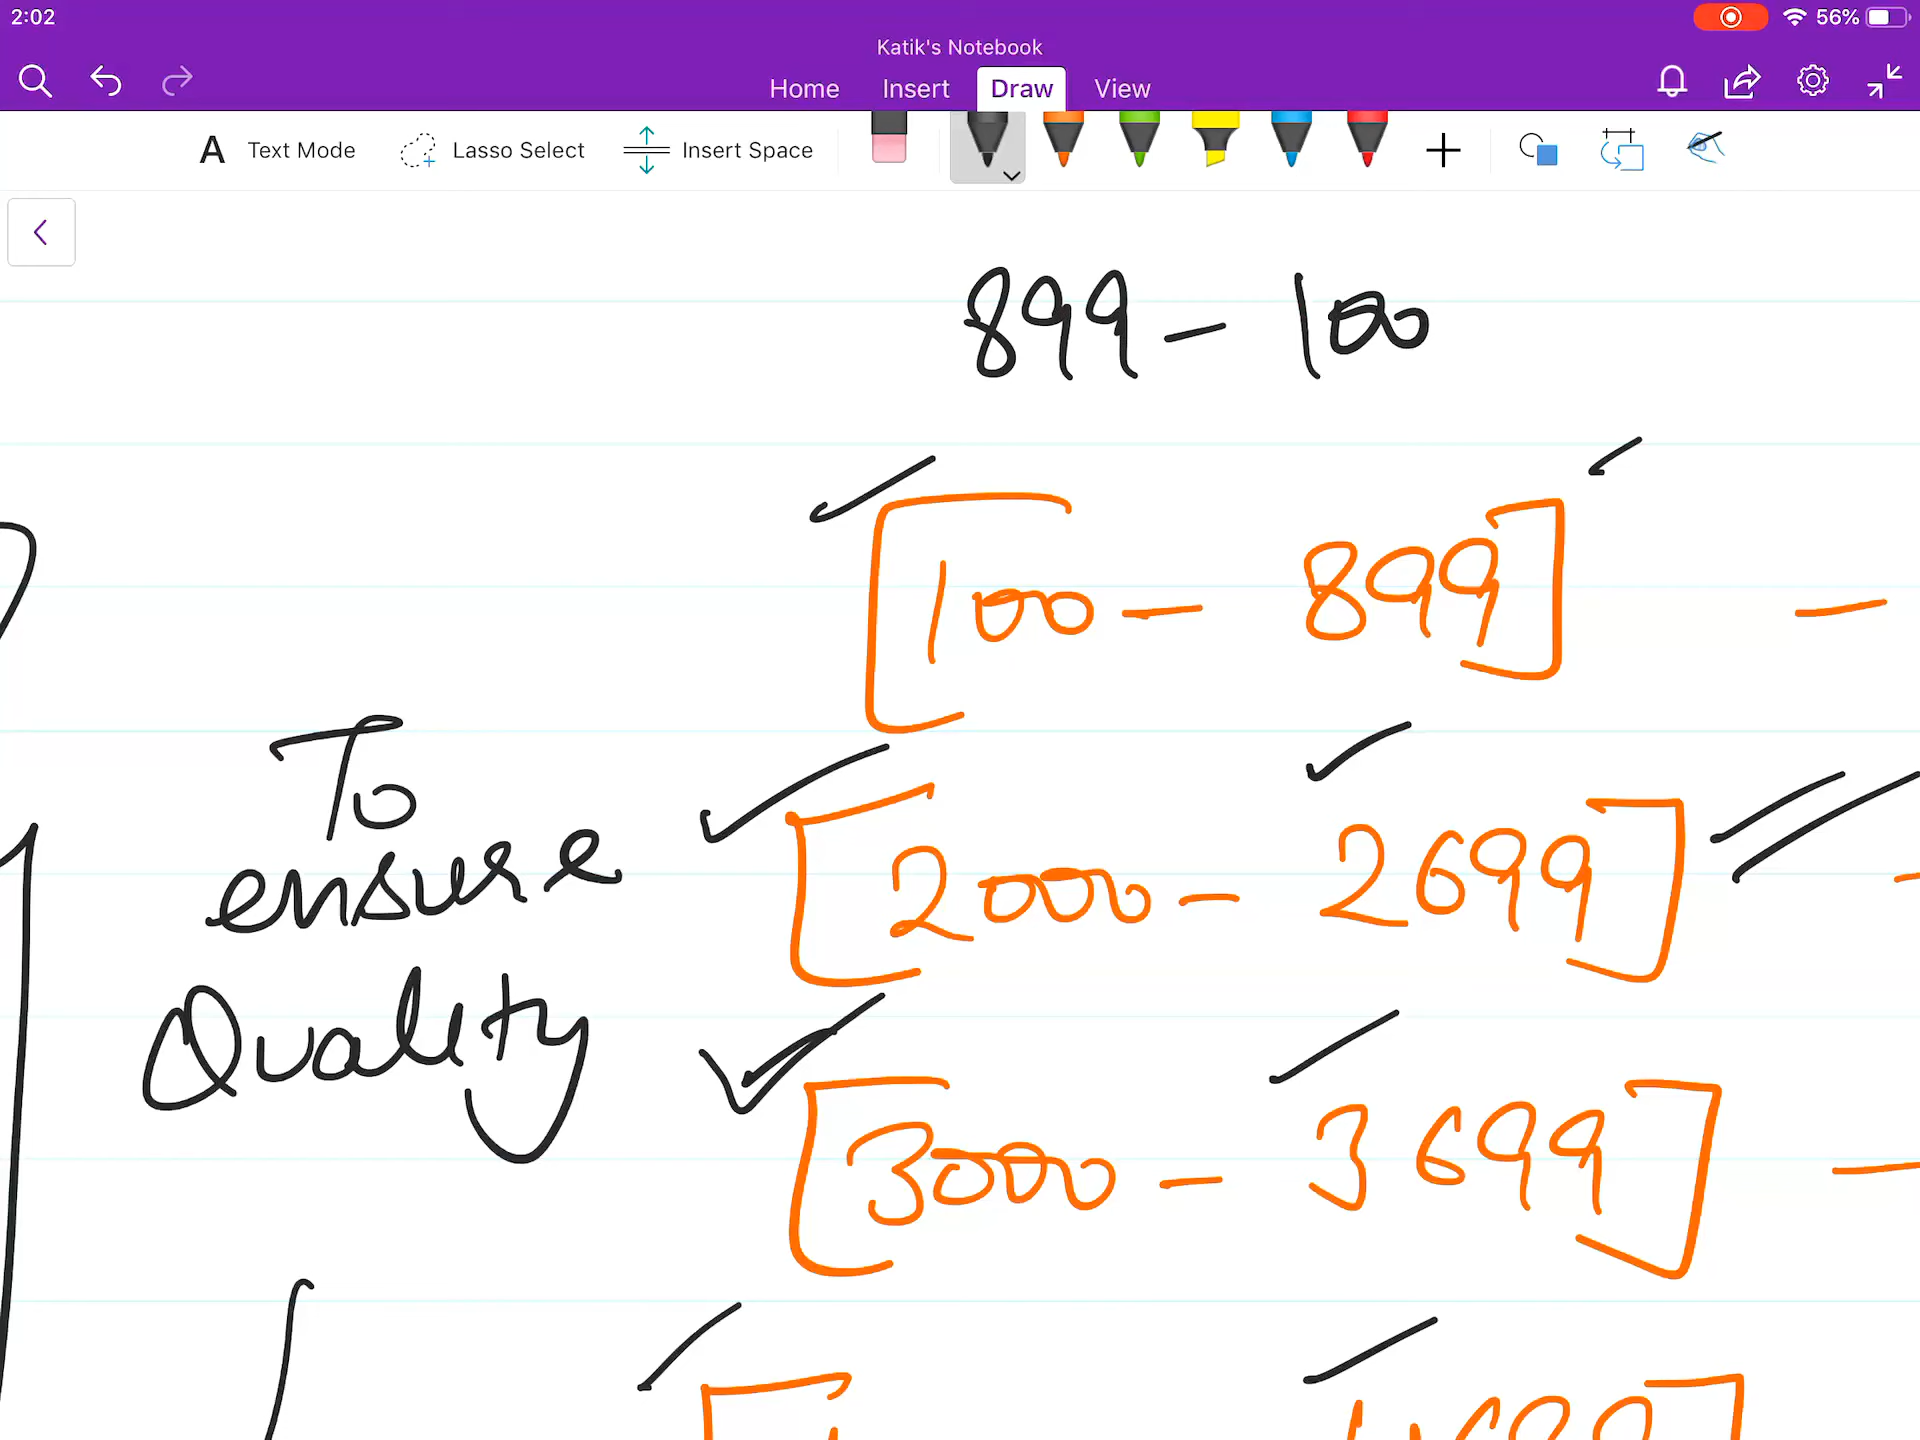 2:02
56%
Katik's Notebook
Home Insert Draw View
A Text Mode Lasso Select Insert Space
899 - 100
[100 - 899] -
To
ensure
Quality
[2000 - 2699] -
[3000 - 3699] -